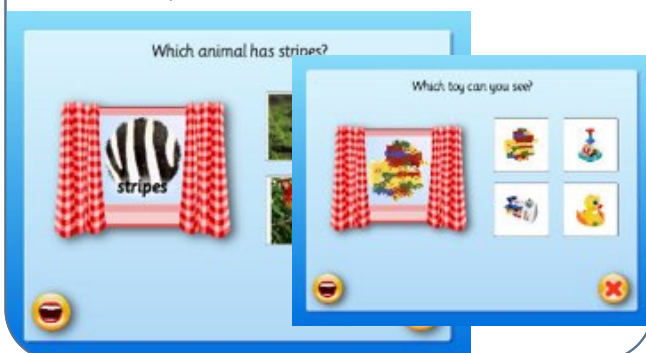 Which animal has stripes?
stripes
Which toy can you see?